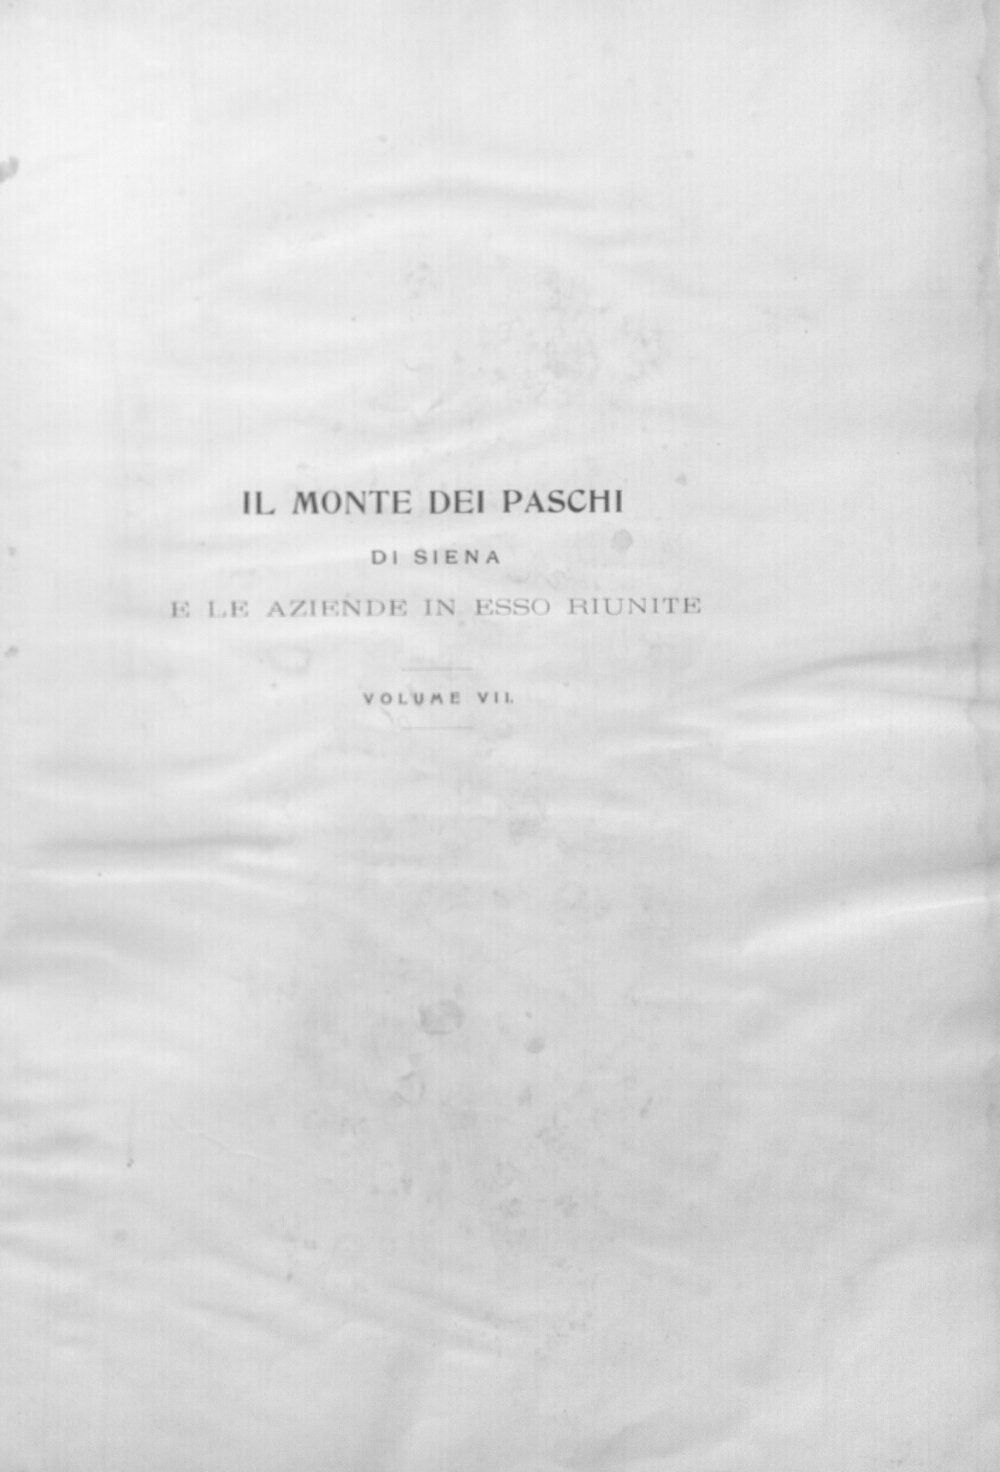 IL MONTE DEI PASCHI
DI SIENA
E LE AZIENDE IN ESSO RIUNITE
VOLUME VII.